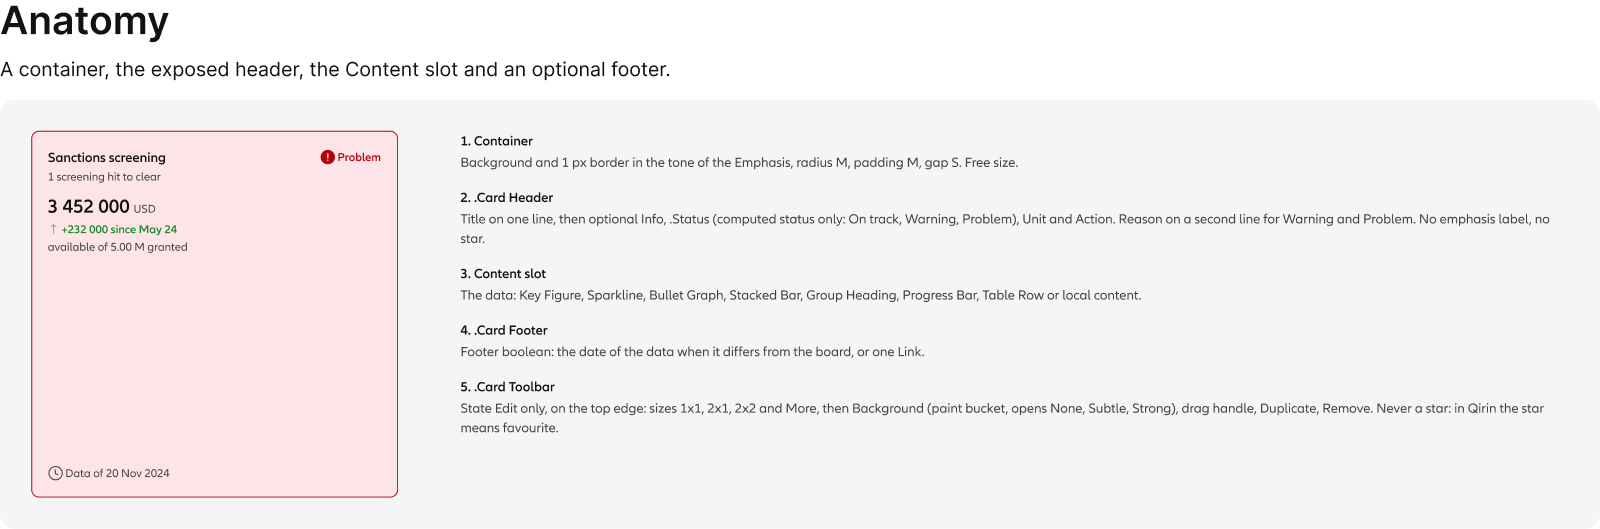 Anatomy
A container, the exposed header, the Content slot and an optional footer.
Sanctions screening
! Problem
1 screening hit to clear
3 452 000 USD
↑ +232 000 since May 24
available of 5.00 M granted
Data of 20 Nov 2024
1. Container
Background and 1 px border in the tone of the Emphasis, radius M, padding M, gap S. Free size.
2. .Card Header
Title on one line, then optional Info, .Status (computed status only: On track, Warning, Problem), Unit and Action. Reason on a second line for Warning and Problem. No emphasis label, no
star.
3. Content slot
The data: Key Figure, Sparkline, Bullet Graph, Stacked Bar, Group Heading, Progress Bar, Table Row or local content.
4. .Card Footer
Footer boolean: the date of the data when it differs from the board, or one Link.
5. .Card Toolbar
State Edit only, on the top edge: sizes 1x1, 2x1, 2x2 and More, then Background (paint bucket, opens None, Subtle, Strong), drag handle, Duplicate, Remove. Never a star: in Qirin the star
means favourite.